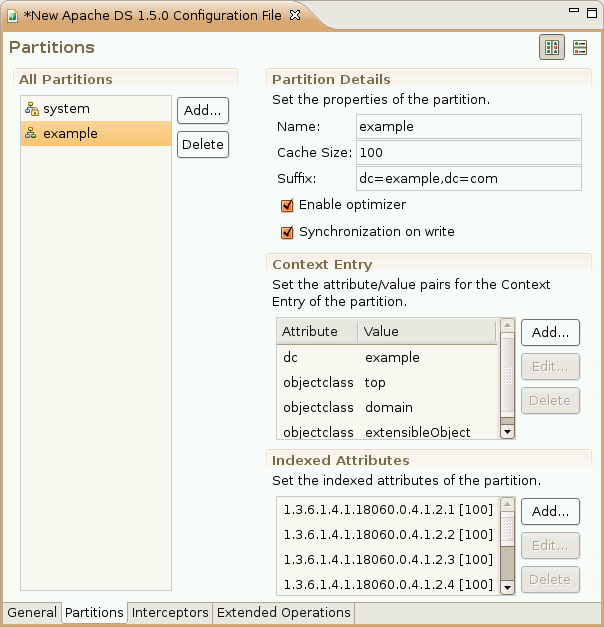 *New Apache DS 1.5.0 Configuration File
Partitions
All Partitions
system
example
Add...
Delete
Partition Details
Set the properties of the partition.
Name: example
Cache Size: 100
Suffix: dc=example,dc=com
Enable optimizer
Synchronization on write
Context Entry
Set the attribute/value pairs for the Context
Entry of the partition.
Attribute Value
dc example
objectclass top
objectclass domain
objectclass extensibleObject
Add...
Edit...
Delete
Indexed Attributes
Set the indexed attributes of the partition.
1.3.6.1.4.1.18060.0.4.1.2.1 [100]
1.3.6.1.4.1.18060.0.4.1.2.2 [100]
1.3.6.1.4.1.18060.0.4.1.2.3 [100]
1.3.6.1.4.1.18060.0.4.1.2.4 [100]
Add...
Edit...
Delete
General Partitions Interceptors Extended Operations